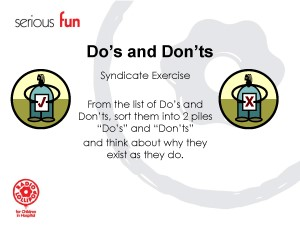 serious fun
Do's and Don'ts
Syndicate Exercise
From the list of Do's and
Don'ts, sort them into 2 piles
“Do's” and “Don'ts”
and think about why they
exist as they do.
X
RADIO
LOLLIPOP
for Children
in Hospital